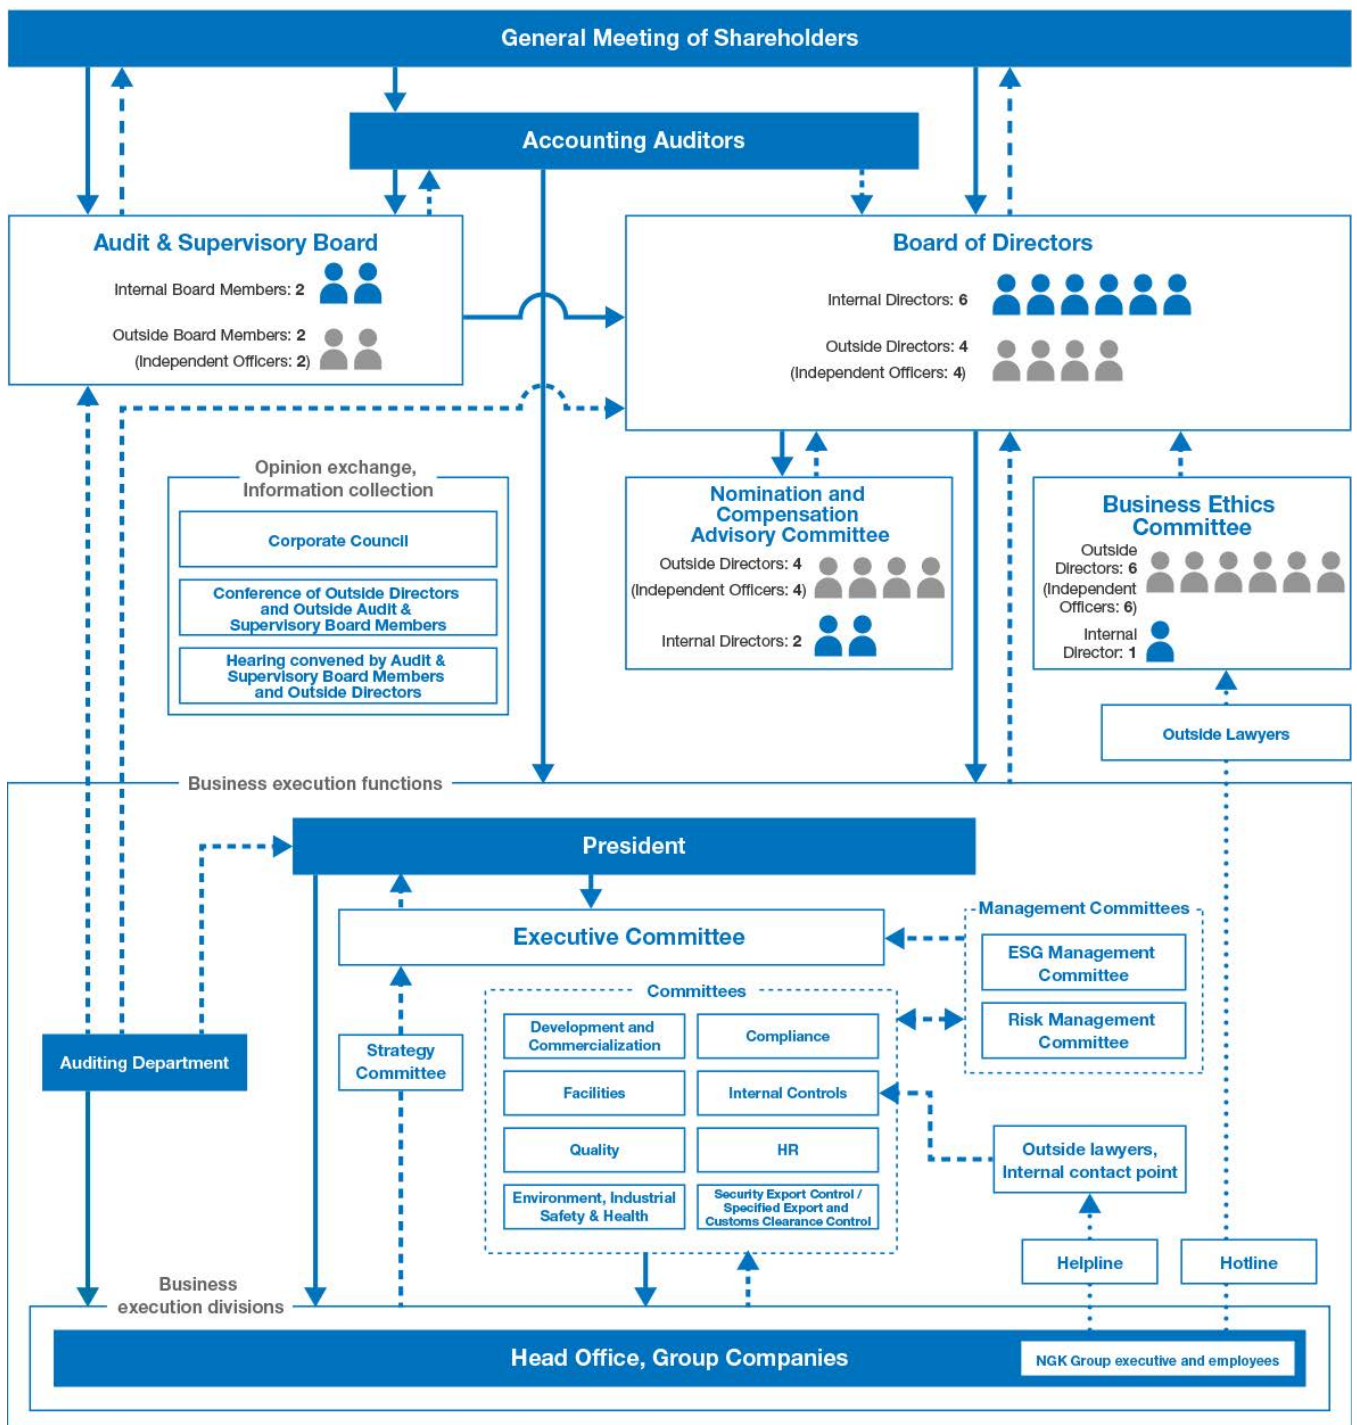 General Meeting of Shareholders
Accounting Auditors
Audit & Supervisory Board
Internal Board Members: 2
Outside Board Members: 2
(Independent Officers: 2)
Board of Directors
Internal Directors: 6
Outside Directors: 4
(Independent Officers: 4)
Opinion exchange,
Information collection
Corporate Council
Conference of Outside Directors
and Outside Audit &
Supervisory Board Members
Hearing convened by Audit &
Supervisory Board Members
and Outside Directors
Nomination and
Compensation
Advisory Committee
Outside Directors: 4
(Independent Officers: 4)
Internal Directors: 2
Business Ethics
Committee
Outside
Directors: 6
(Independent
Officers: 6)
Internal
Director: 1
Outside Lawyers
Business execution functions
President
Executive Committee
Management Committees
ESG Management
Committee
Risk Management
Committee
Committees
Development and
Commercialization
Compliance
Facilities
Internal Controls
Quality
HR
Environment, Industrial
Safety & Health
Security Export Control /
Specified Export and
Customs Clearance Control
Auditing Department
Strategy
Committee
Outside lawyers,
Internal contact point
Helpline
Hotline
Business
execution divisions
Head Office, Group Companies
NGK Group executive and employees